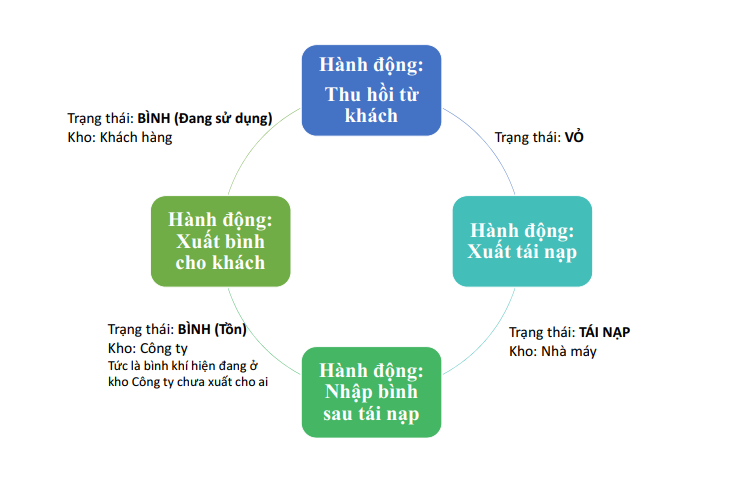 Hành động:
Thu hồi từ
khách
Trạng thái: BÌNH (Đang sử dụng)
Kho: Khách hàng
Trạng thái: VỎ
Hành động:
Xuất bình
cho khách
Hành động:
Xuất tái nạp
Trạng thái: BÌNH (Tồn)
Kho: Công ty
Tức là bình khí hiện đang ở
kho Công ty chưa xuất cho ai
Trạng thái: TÁI NẠP
Kho: Nhà máy
Hành động:
Nhập bình
sau tái nạp